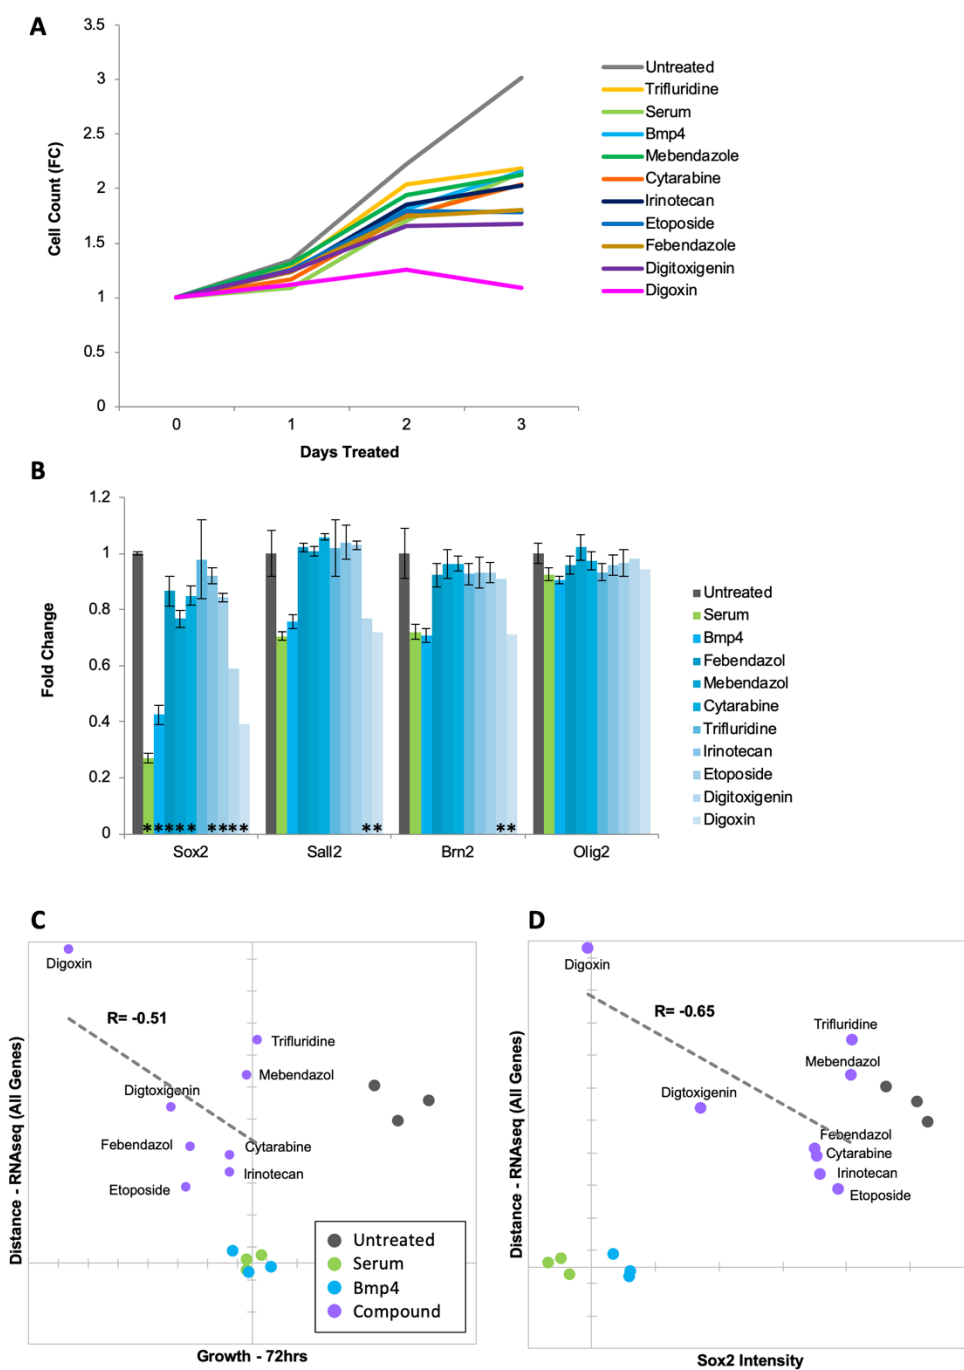 A
3.5
3
2.5
2
1.5
1
0.5
0
Cell Count (FC)
0 1 2 3
Days Treated
Untreated
Trifluridine
Serum
Bmp4
Mebendazole
Cytarabine
Irinotecan
Etoposide
Febendazole
Digitoxigenin
Digoxin
B
1.2
1
0.8
0.6
0.4
0.2
0
Fold Change
* * * * * * * * *
* *
* *
Sox2 Sall2 Brn2 Olig2
Untreated
Serum
Bmp4
Febendazol
Mebendazol
Cytarabine
Trifluridine
Irinotecan
Etoposide
Digitoxigenin
Digoxin
C
Distance - RNAseq (All Genes)
Digoxin
R= -0.51
Trifluridine
Mebendazol
Digtoxigenin
Febendazol
Cytarabine
Irinotecan
Etoposide
Untreated
Serum
Bmp4
Compound
Growth - 72hrs
D
Distance - RNAseq (All Genes)
Digoxin
R= -0.65
Trifluridine
Mebendazol
Digtoxigenin
Febendazol
Cytarabine
Irinotecan
Etoposide
Sox2 Intensity